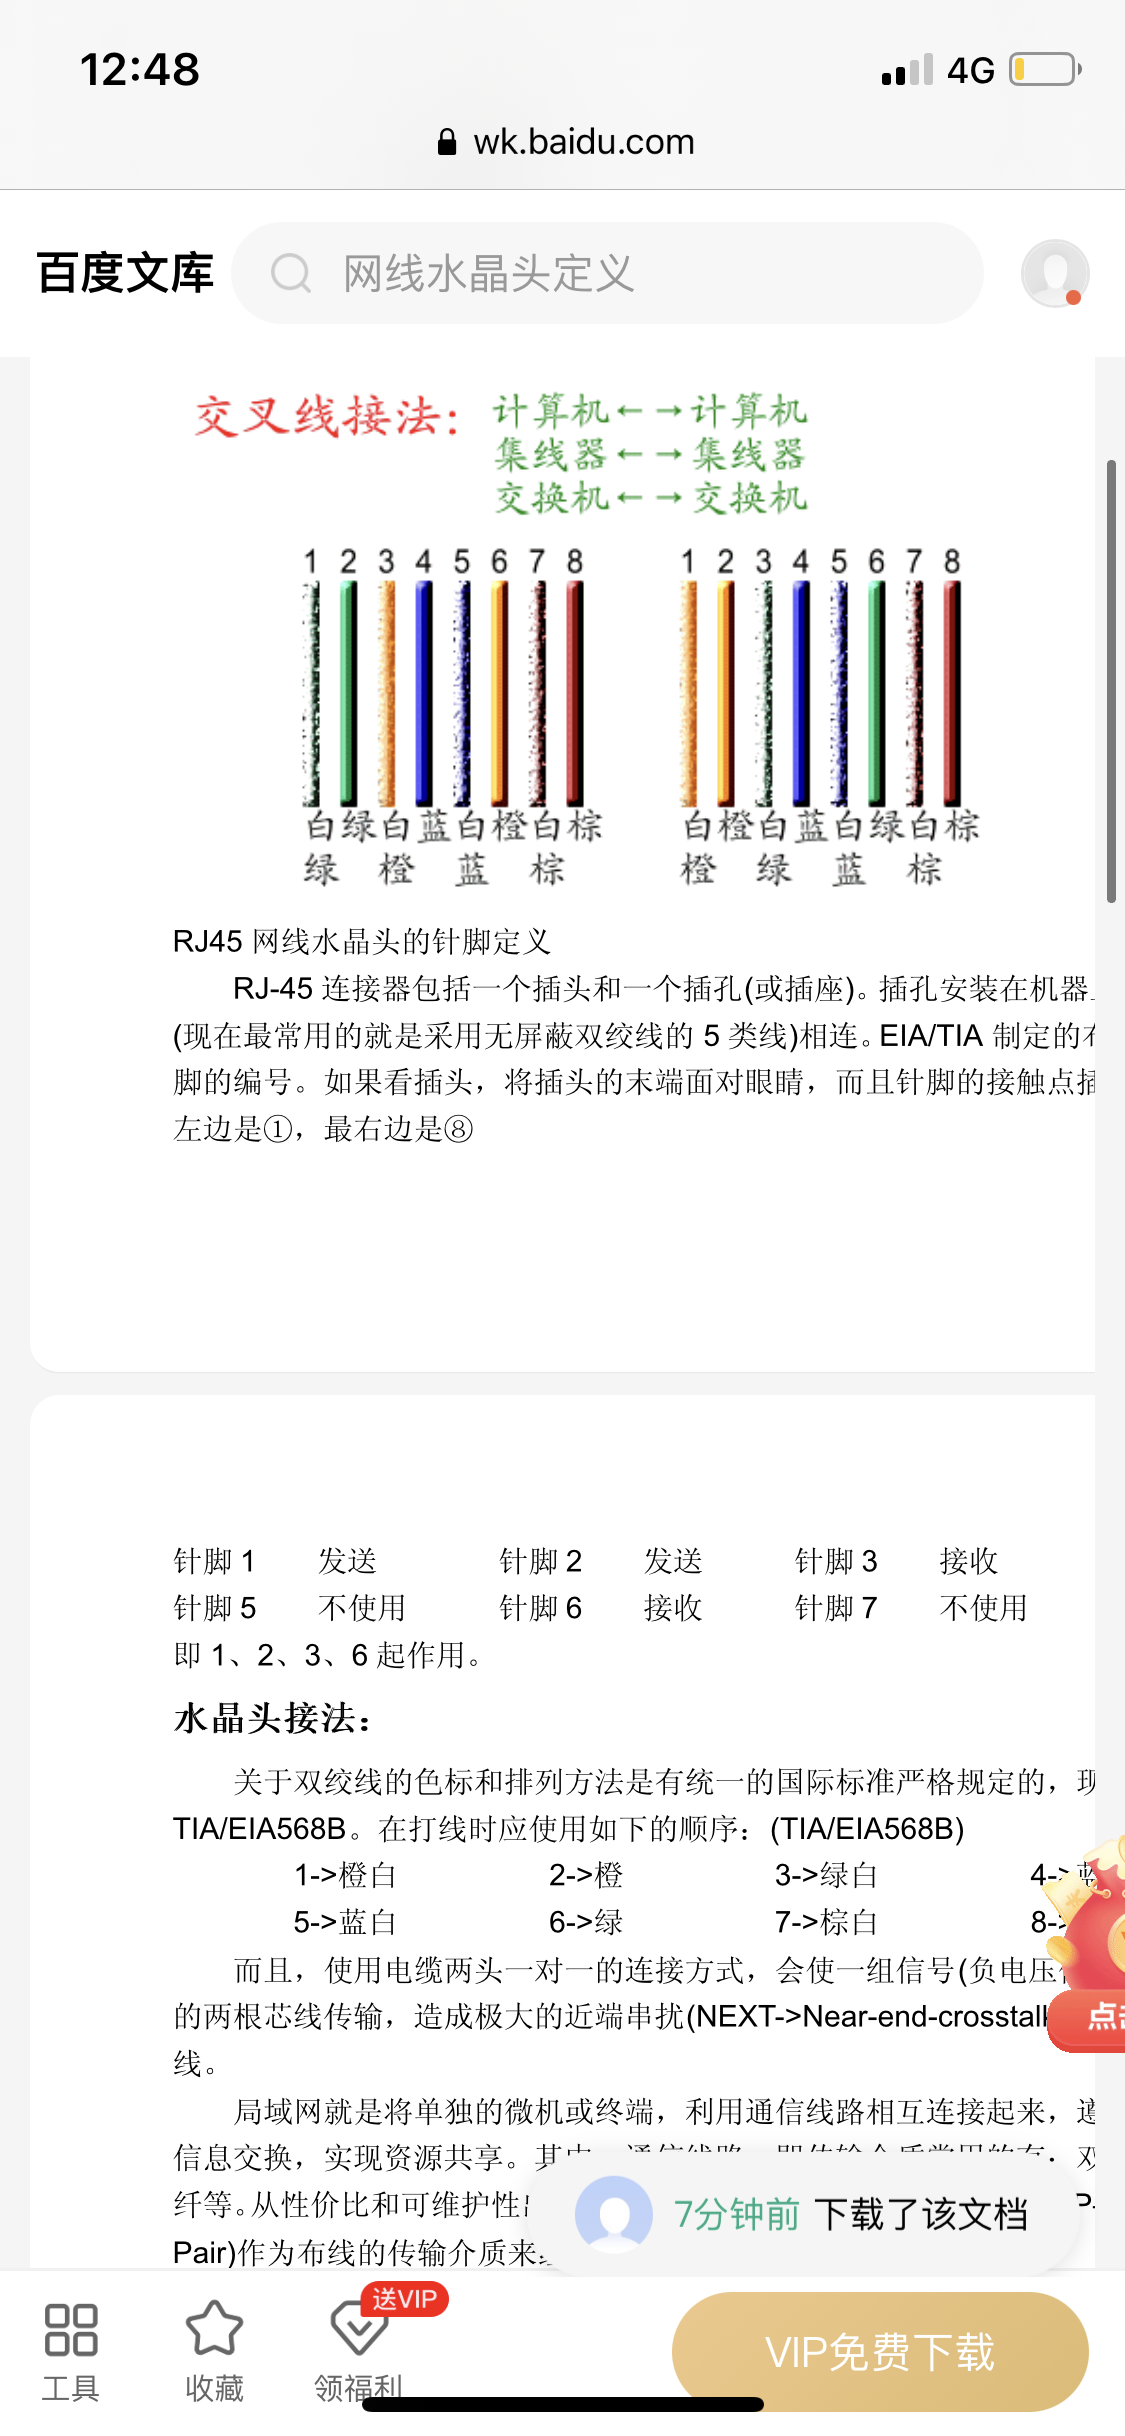 12:48
4G
wk.baidu.com
百度文库
网线水晶头定义
交叉线接法：
计算机←→计算机
集线器←→集线器
交换机←→交换机
1 2 3 4 5 6 7 8 1 2 3 4 5 6 7 8
白绿白蓝白橙白棕 白橙白蓝白绿白棕
绿 橙 蓝 棕 橙 绿 蓝 棕
RJ45 网线水晶头的针脚定义
RJ-45 连接器包括一个插头和一个插孔(或插座)。插孔安装在机器
(现在最常用的就是采用无屏蔽双绞线的 5 类线)相连。EIA/TIA 制定的
脚的编号。如果看插头，将插头的末端面对眼睛，而且针脚的接触点插
左边是①，最右边是⑧
针脚 1 发送 针脚 2 发送 针脚 3 接收
针脚 5 不使用 针脚 6 接收 针脚 7 不使用
即 1、2、3、6 起作用。
水晶头接法：
关于双绞线的色标和排列方法是有统一的国际标准严格规定的，现
TIA/EIA568B。在打线时应使用如下的顺序：(TIA/EIA568B)
1->橙白 2->橙 3->绿白 4->蓝
5->蓝白 6->绿 7->棕白 8->
而且，使用电缆两头一对一的连接方式，会使一组信号(负电压
的两根芯线传输，造成极大的近端串扰(NEXT->Near-end-crosstalk
线。
点击
局域网就是将单独的微机或终端，利用通信线路相互连接起来，遵
信息交换，实现资源共享。其中，通信线路，即传输介质常用的有：双
纤等。从性价比和可维护性
Pair)作为布线的传输介质来
7分钟前 下载了该文档
送VIP
工具
收藏
领福利
VIP免费下载